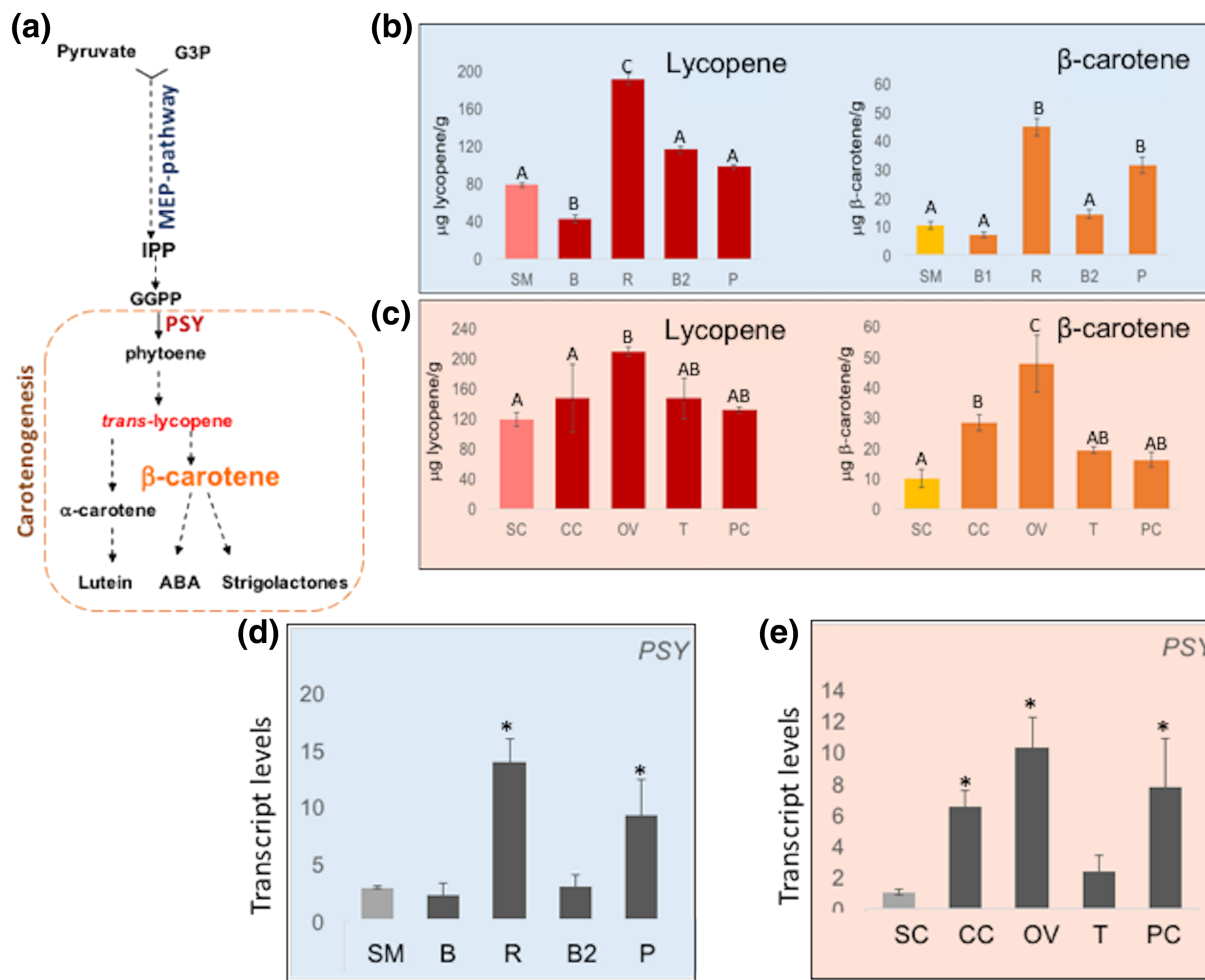 (a)
Pyruvate G3P
MEP-pathway
IPP
GGPP
PSY
phytoene
trans-lycopene
β-carotene
α-carotene
Lutein ABA Strigolactones
Carotenogenesis
(b)
Lycopene
µg lycopene/g
200
160
120
80
40
0
A B C A A
SM B R B2 P
β-carotene
µg β-carotene/g
60
50
40
30
20
10
0
A A B A B
SM B1 R B2 P
(c)
Lycopene
µg lycopene/g
240
200
160
120
80
40
0
A A B AB AB
SC CC OV T PC
β-carotene
µg β-carotene/g
60
50
40
30
20
10
0
A B C AB AB
SC CC OV T PC
(d)
PSY
Transcript levels
20
15
10
5
0
* *
SM B R B2 P
(e)
PSY
Transcript levels
14
12
10
8
6
4
2
0
* * *
SC CC OV T PC